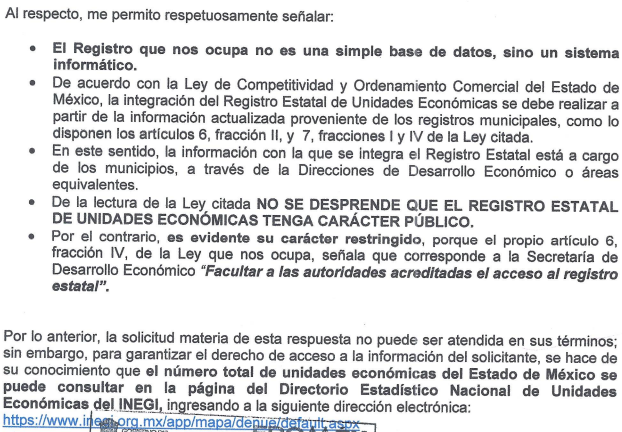 Al respecto, me permito respetuosamente señalar:
• El Registro que nos ocupa no es una simple base de datos, sino un sistema
informático.
• De acuerdo con la Ley de Competitividad y Ordenamiento Comercial del Estado de
México, la integración del Registro Estatal de Unidades Económicas se debe realizar a
partir de la información actualizada proveniente de los registros municipales, como lo
disponen los artículos 6, fracción II, y 7, fracciones I y IV de la Ley citada.
• En este sentido, la información con la que se integra el Registro Estatal está a cargo
de los municipios, a través de la Direcciones de Desarrollo Económico o áreas
equivalentes.
• De la lectura de la Ley citada NO SE DESPRENDE QUE EL REGISTRO ESTATAL
DE UNIDADES ECONÓMICAS TENGA CARÁCTER PÚBLICO.
• Por el contrario, es evidente su carácter restringido, porque el propio artículo 6,
fracción IV, de la Ley que nos ocupa, señala que corresponde a la Secretaría de
Desarrollo Económico "Facultar a las autoridades acreditadas el acceso al registro
estatal".
Por lo anterior, la solicitud materia de esta respuesta no puede ser atendida en sus términos;
sin embargo, para garantizar el derecho de acceso a la información del solicitante, se hace de
su conocimiento que el número total de unidades económicas del Estado de México se
puede consultar en la página del Directorio Estadístico Nacional de Unidades
Económicas del INEGI, ingresando a la siguiente dirección electrónica:
https://www.inegi.org.mx/app/mapa/denue/default.aspx